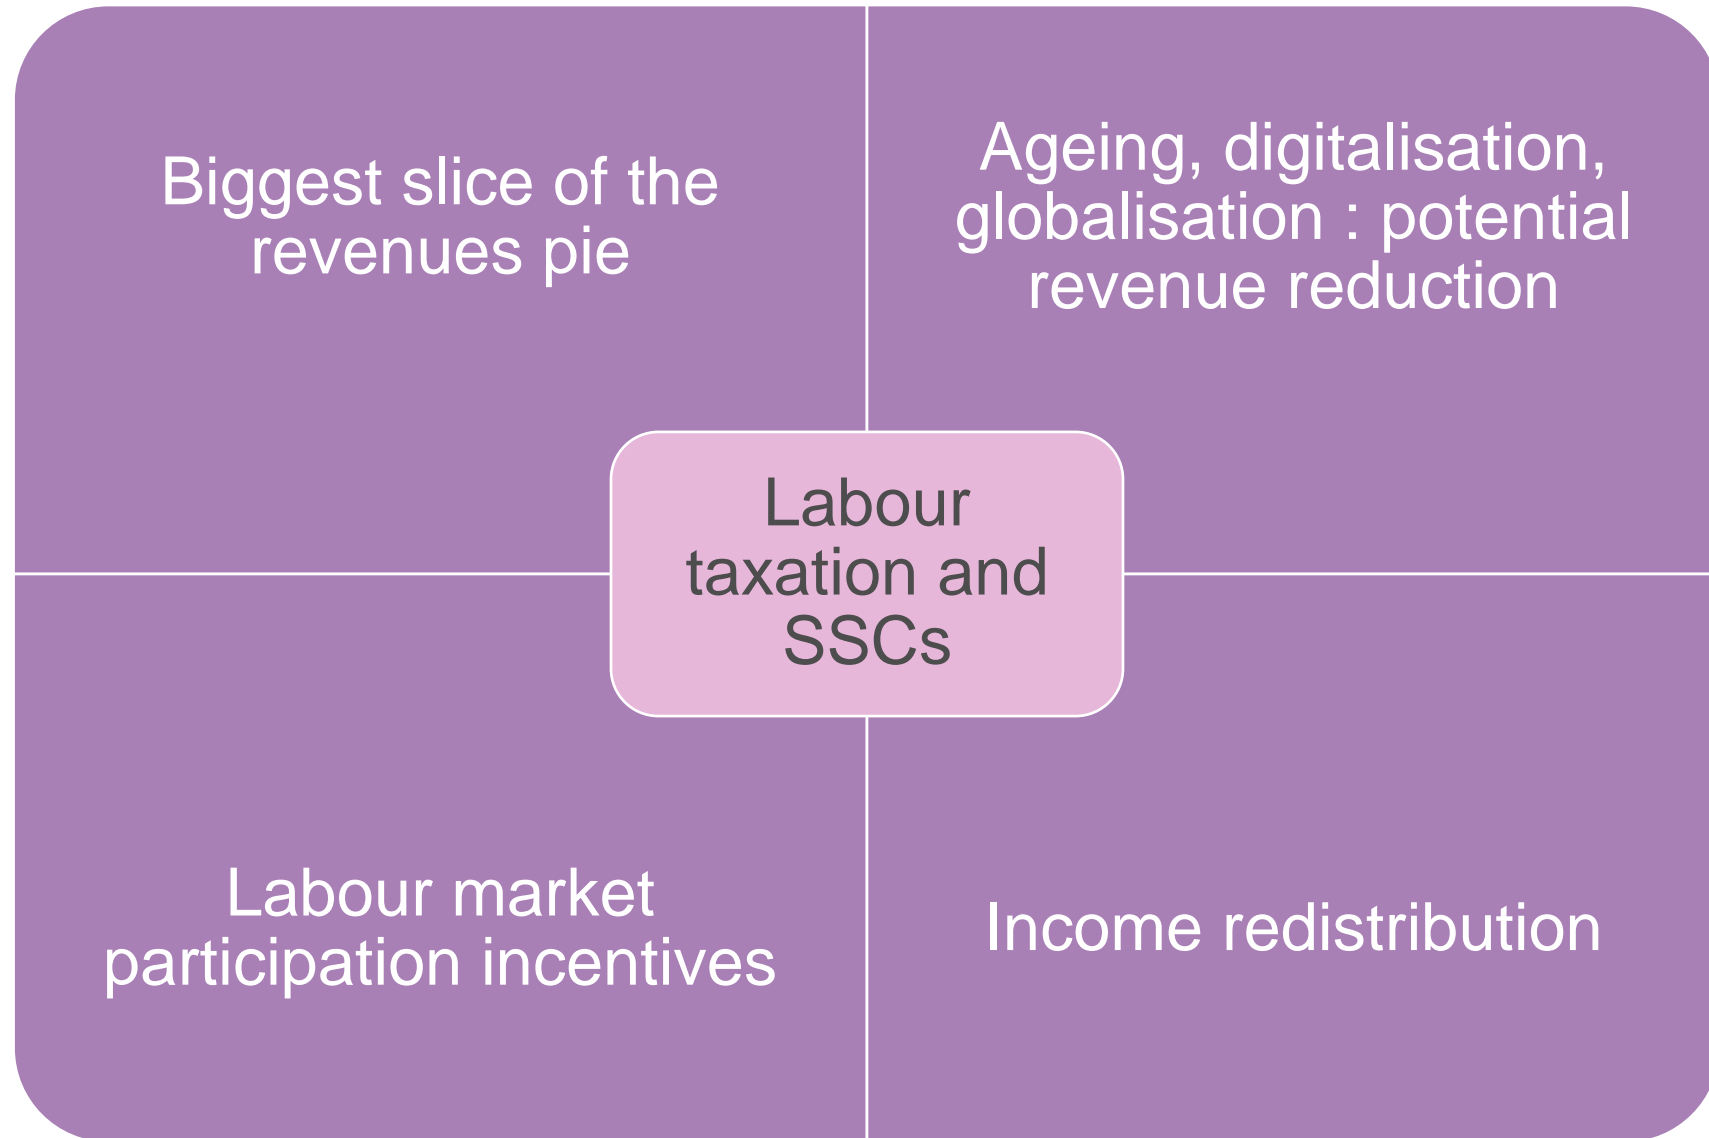 Biggest slice of the
revenues pie
Ageing, digitalisation,
globalisation : potential
revenue reduction
Labour
taxation and
SSCs
Labour market
participation incentives
Income redistribution